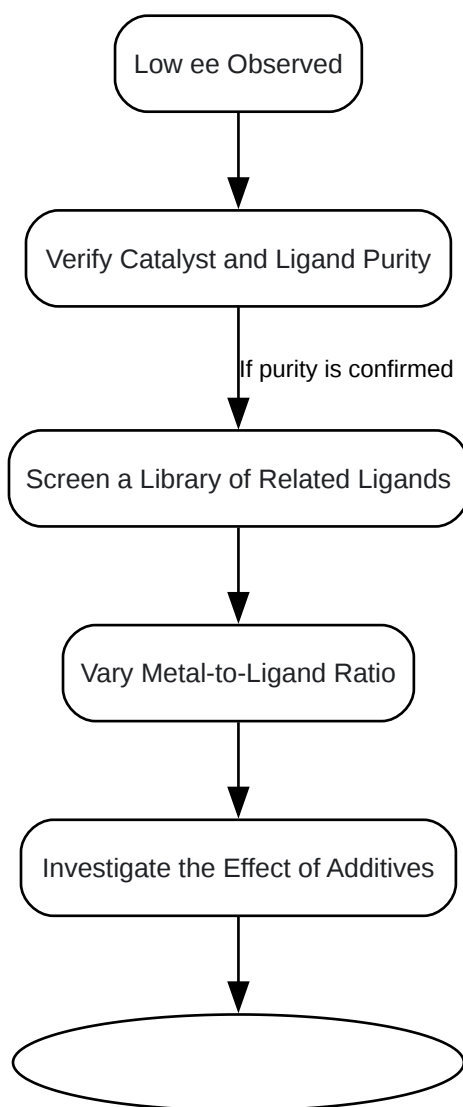 Low ee Observed
Verify Catalyst and Ligand Purity
If purity is confirmed
Screen a Library of Related Ligands
Vary Metal-to-Ligand Ratio
Investigate the Effect of Additives